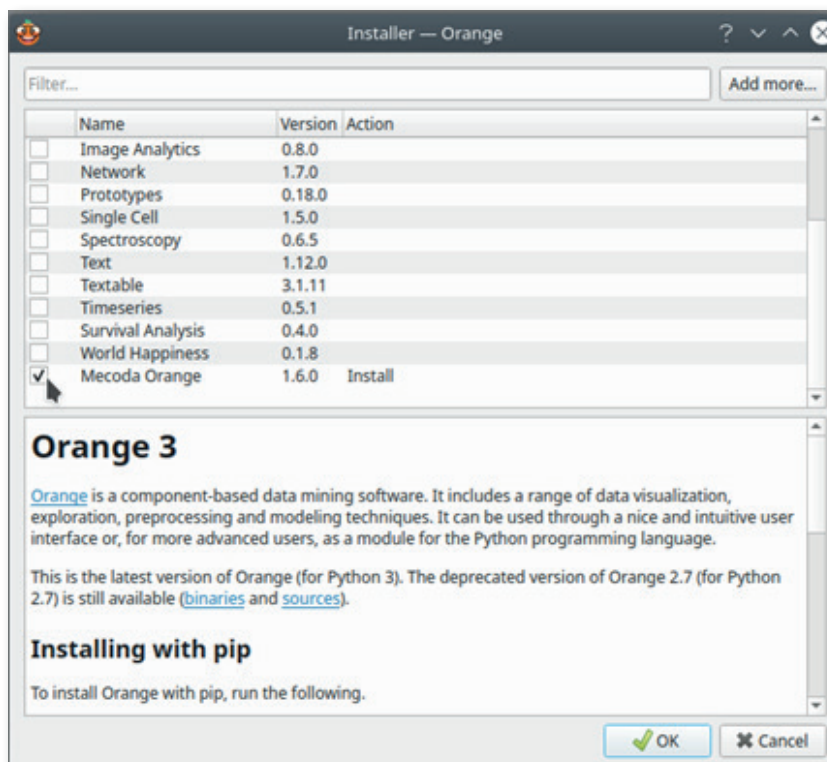 Installer — Orange
Filter...
Add more...
Name Version Action
Image Analytics 0.8.0
Network 1.7.0
Prototypes 0.18.0
Single Cell 1.5.0
Spectroscopy 0.6.5
Text 1.12.0
Textable 3.1.11
Timeseries 0.5.1
Survival Analysis 0.4.0
World Happiness 0.1.8
Mecoda Orange 1.6.0 Install
Orange 3
Orange is a component-based data mining software. It includes a range of data visualization,
exploration, preprocessing and modeling techniques. It can be used through a nice and intuitive user
interface or, for more advanced users, as a module for the Python programming language.
This is the latest version of Orange (for Python 3). The deprecated version of Orange 2.7 (for Python
2.7) is still available (binaries and sources).
Installing with pip
To install Orange with pip, run the following.
OK
Cancel